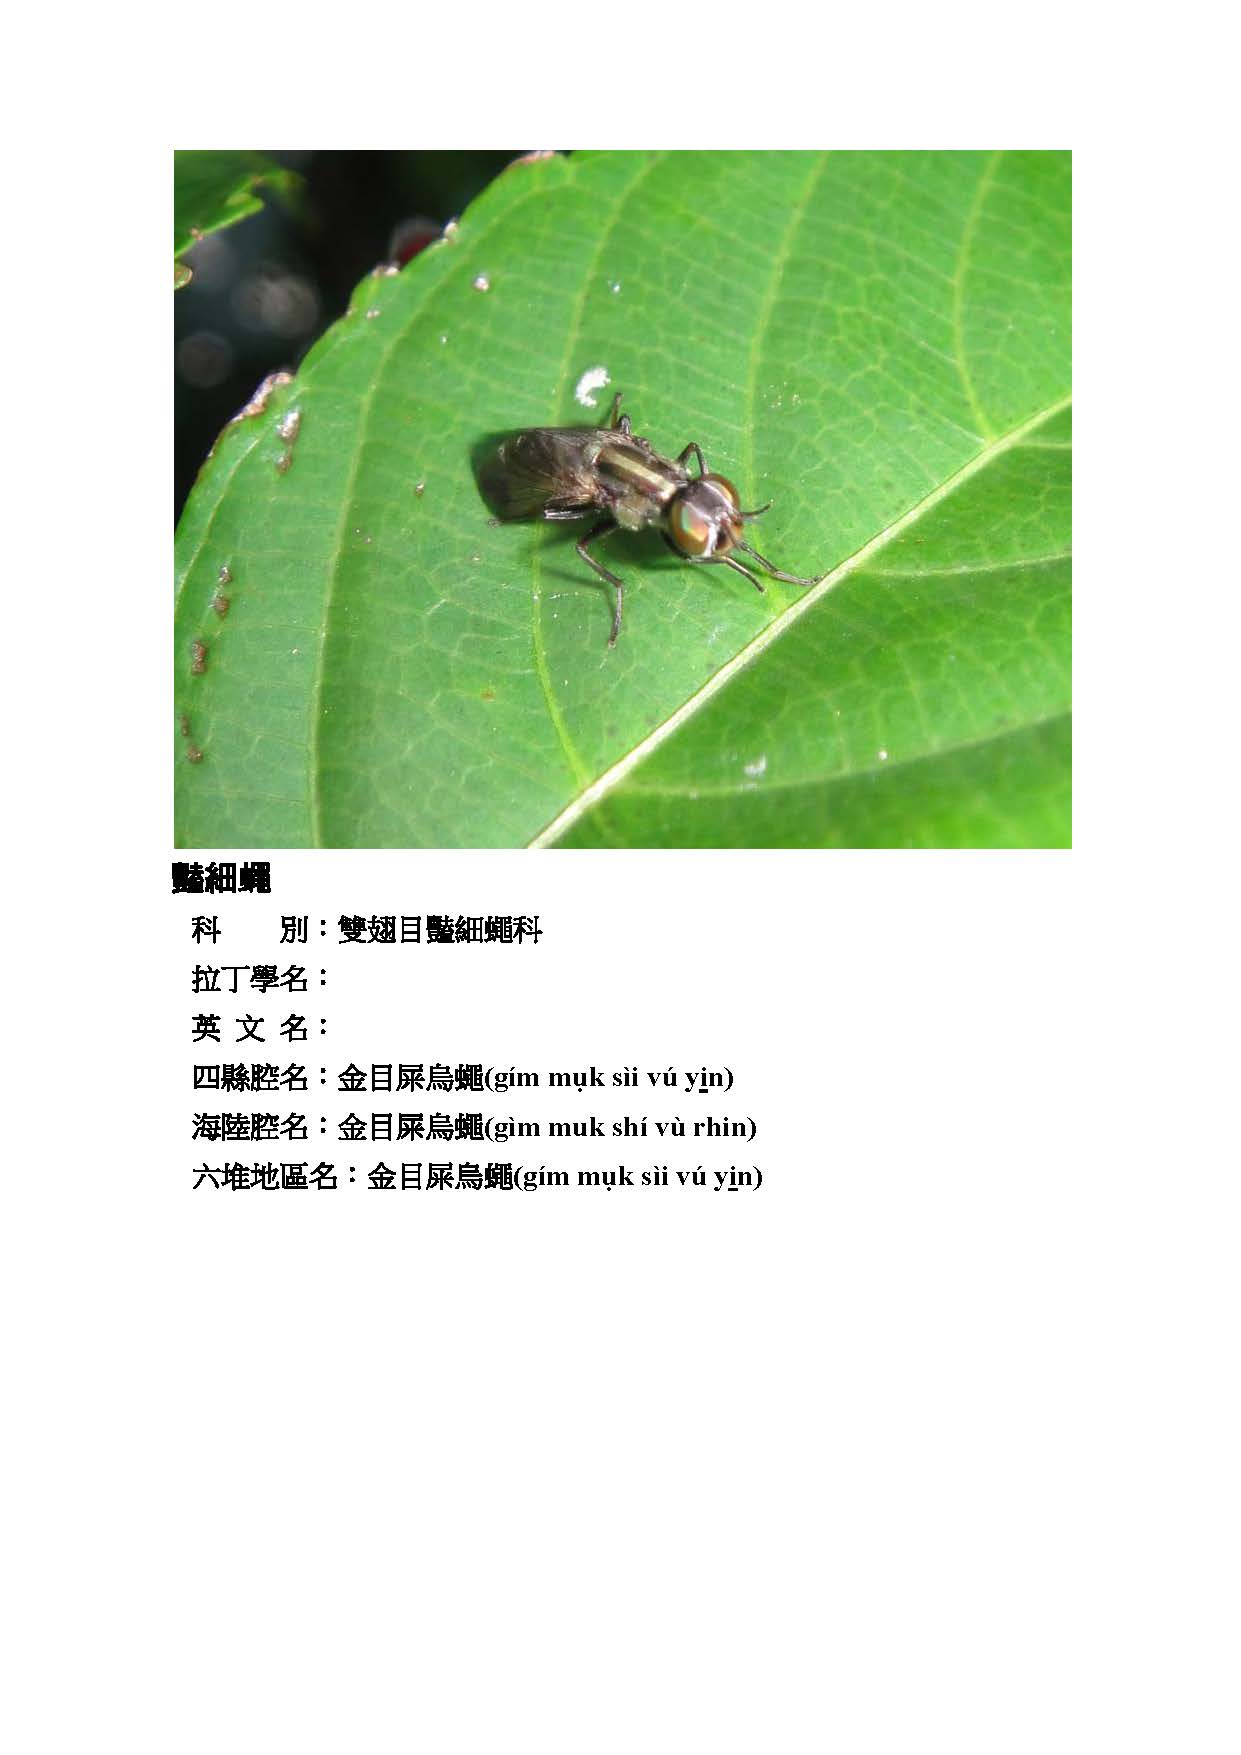 豔細蠅
科　　別：雙翅目豔細蠅科
拉丁學名：
英 文 名：
四縣腔名：金目屎烏蠅(gím mụk sìi vú yi̲n)
海陸腔名：金目屎烏蠅(gìm muk shí vù rhin)
六堆地區名：金目屎烏蠅(gím mụk sìi vú yi̲n)